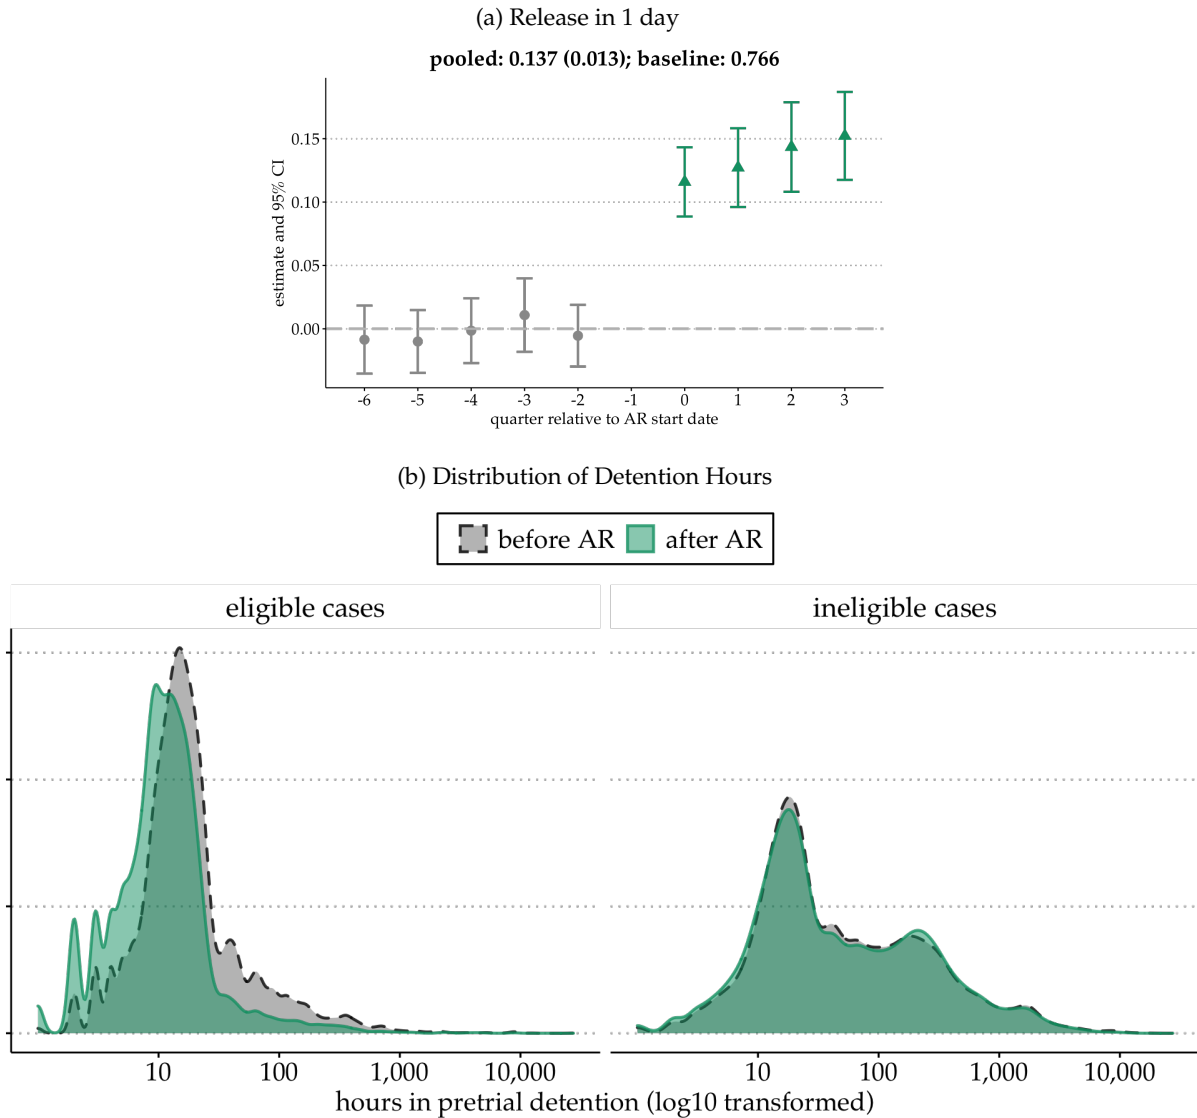 (a) Release in 1 day
pooled: 0.137 (0.013); baseline: 0.766
estimate and 95% CI
0.15
0.10
0.05
0.00
-6 -5 -4 -3 -2 -1 0 1 2 3
quarter relative to AR start date
(b) Distribution of Detention Hours
before AR after AR
eligible cases ineligible cases
10 100 1,000 10,000 10 100 1,000 10,000
hours in pretrial detention (log10 transformed)